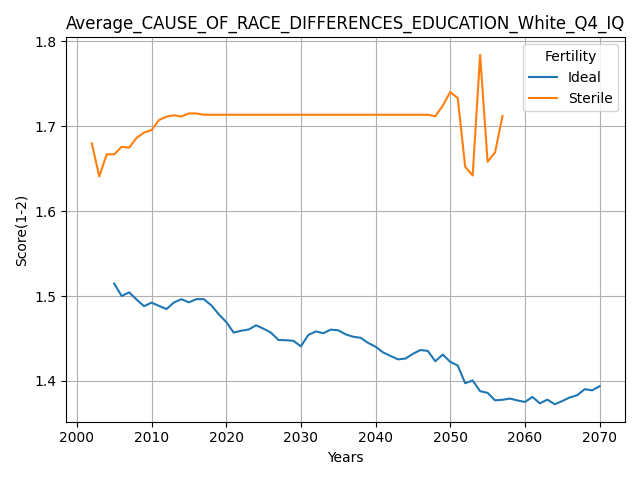 Average_CAUSE_OF_RACE_DIFFERENCES_EDUCATION_White_Q4_IQ
1.8
1.7
1.6
1.5
1.4
Score(1-2)
Fertility
Ideal
Sterile
2000 2010 2020 2030 2040 2050 2060 2070
Years